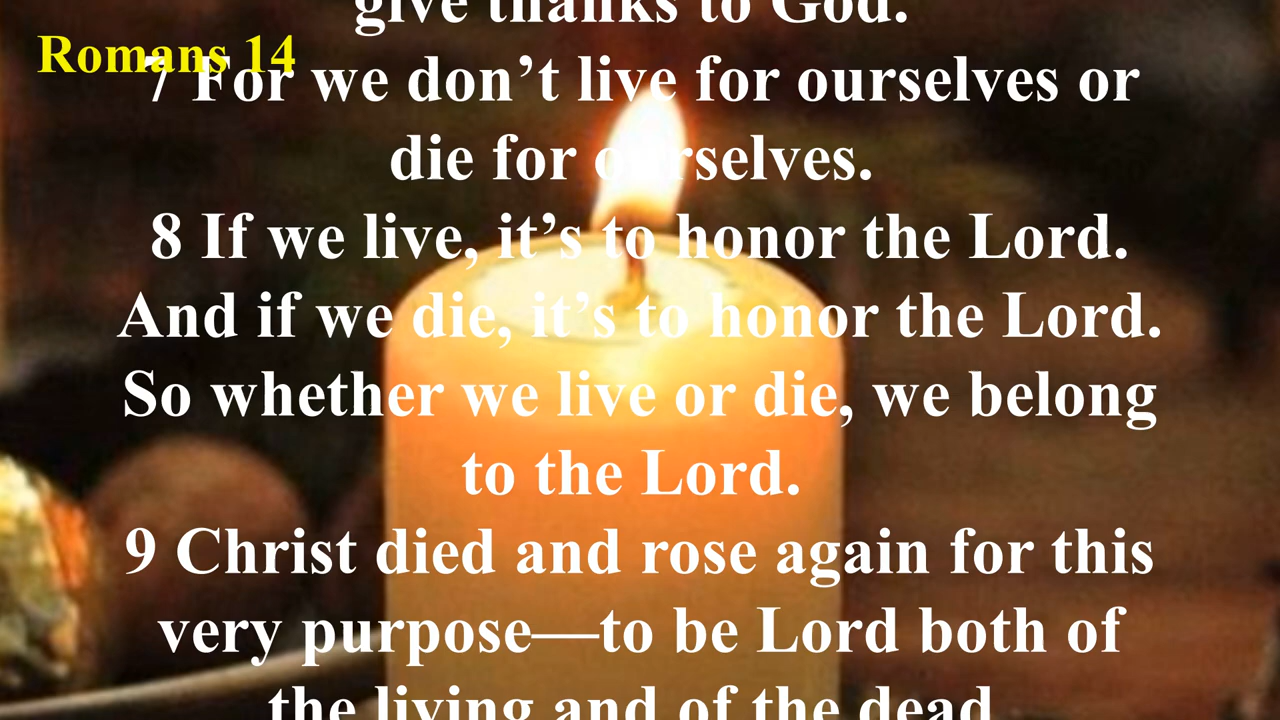 give thanks to God.
Romans 14
7 For we don’t live for ourselves or
die for ourselves.
8 If we live, it’s to honor the Lord.
And if we die, it’s to honor the Lord.
So whether we live or die, we belong
to the Lord.
9 Christ died and rose again for this
very purpose—to be Lord both of
the living and of the dead